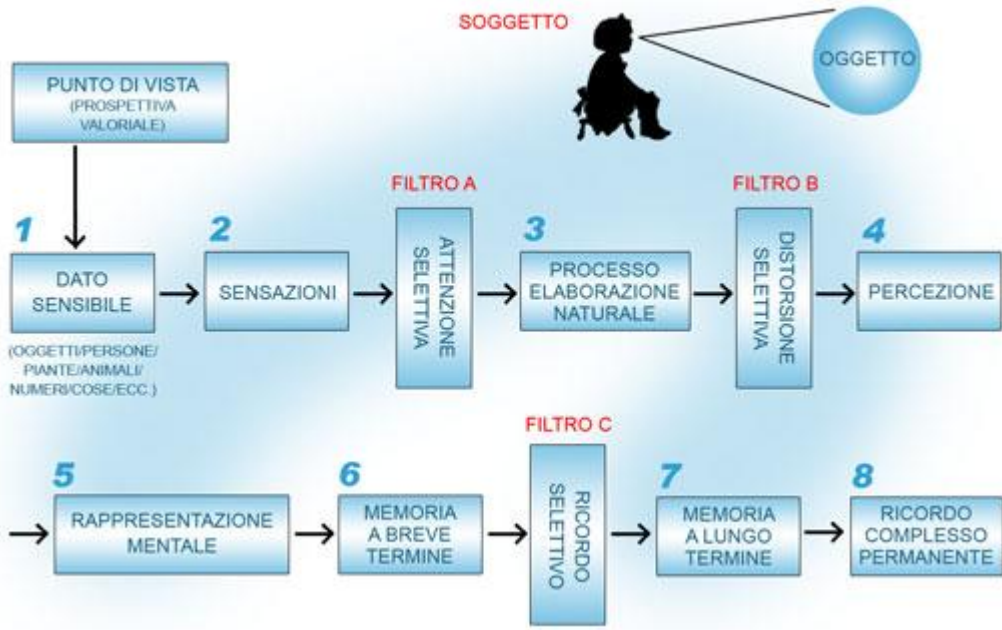 SOGGETTO
OGGETTO
PUNTO DI VISTA
(PROSPETTIVA
VALORIALE)
FILTRO A
FILTRO B
1
DATO
SENSIBILE
(OGGETTI/PERSONE/
PIANTE/ANIMALI/
NUMERI/COSE/ECC.)
2
SENSAZIONI
ATTENZIONE
SELETTIVA
3
PROCESSO
ELABORAZIONE
NATURALE
DISTORSIONE
SELETTIVA
4
PERCEZIONE
5
RAPPRESENTAZIONE
MENTALE
6
MEMORIA
A BREVE
TERMINE
FILTRO C
RICORDO
SELETTIVO
7
MEMORIA
A LUNGO
TERMINE
8
RICORDO
COMPLESSO
PERMANENTE